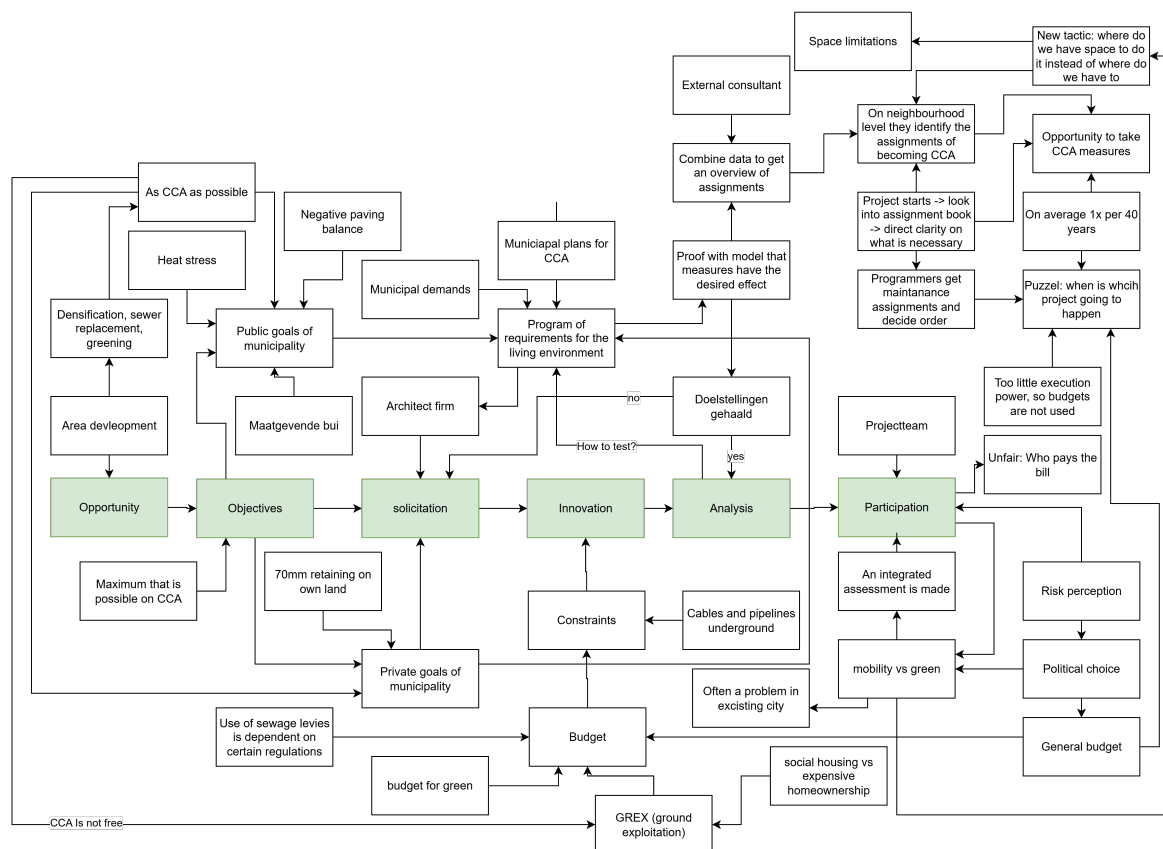 Space limitations
New tactic: where do
we have space to do
it instead of where do
we have to
External consultant
On neighbourhood
level they identify the
assignments of
becoming CCA
Opportunity to take
CCA measures
Combine data to get
an overview of
assignments
As CCA as possible
Negative paving
balance
Municiapal plans for
CCA
Project starts -> look
into assignment book
-> direct clarity on
what is necessary
On average 1x per 40
years
Heat stress
Municipal demands
Proof with model that
measures have the
desired effect
Programmers get
maintanance
assignments and
decide order
Puzzel: when is whcih
project going to
happen
Densification, sewer
replacement,
greening
Public goals of
municipality
Program of
requirements for the
living environment
Too little execution
power, so budgets
are not used
Area devleopment
Maatgevende bui
Architect firm
no
Doelstellingen
gehaald
Projectteam
How to test?
yes
Unfair: Who pays the
bill
Opportunity
Objectives
solicitation
Innovation
Analysis
Participation
Maximum that is
possible on CCA
70mm retaining on
own land
An integrated
assessment is made
Risk perception
Constraints
Cables and pipelines
underground
Private goals of
municipality
mobility vs green
Political choice
Often a problem in
excisting city
Use of sewage levies
is dependent on
certain regulations
Budget
General budget
budget for green
social housing vs
expensive
homeownership
CCA Is not free
GREX (ground
exploitation)